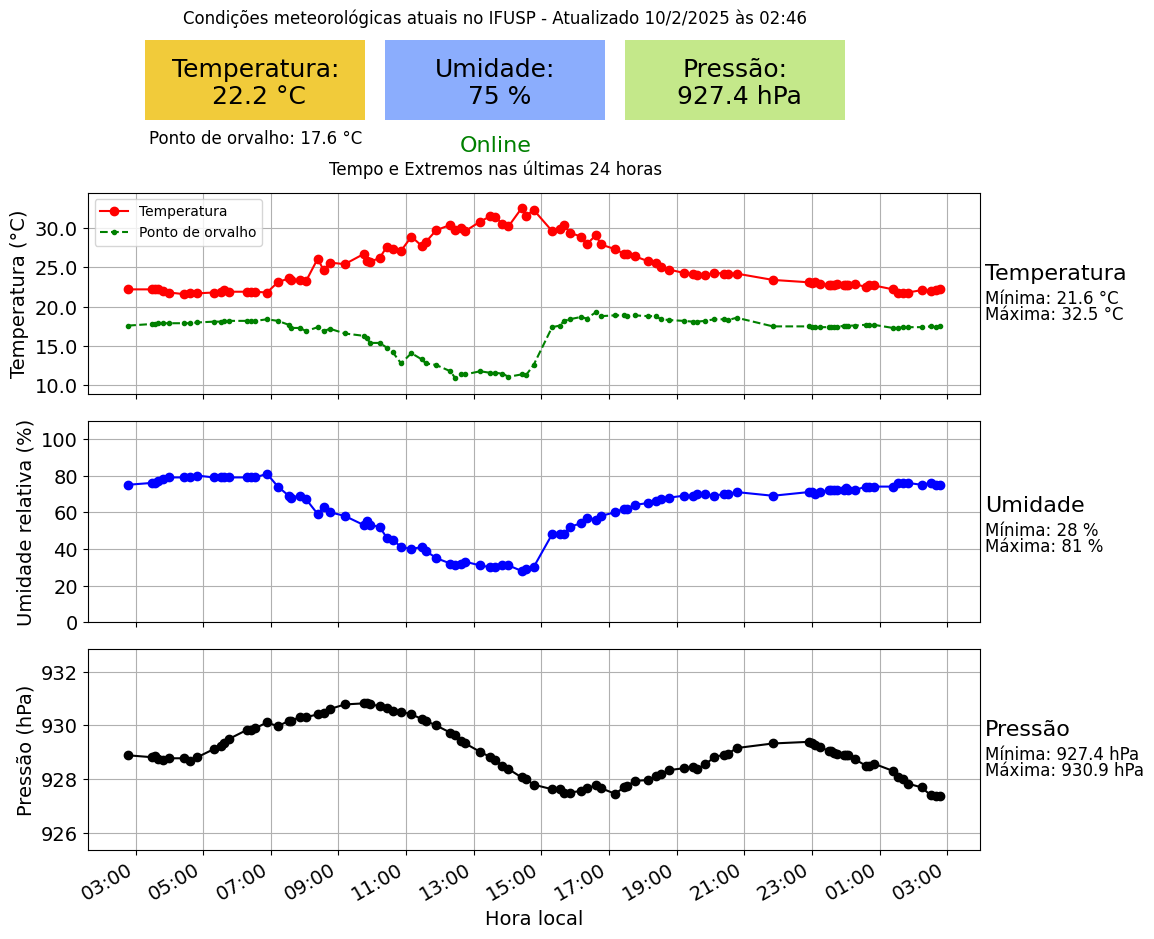 Condições meteorológicas atuais no IFUSP - Atualizado 10/2/2025 às 02:46
Temperatura:
22.2 °C
Umidade:
75 %
Pressão:
927.4 hPa
Ponto de orvalho: 17.6 °C
Online
Tempo e Extremos nas últimas 24 horas
Temperatura (°C)
30.0
25.0
20.0
15.0
10.0
Temperatura
Ponto de orvalho
Temperatura
Mínima: 21.6 °C
Máxima: 32.5 °C
Umidade relativa (%)
100
80
60
40
20
0
Umidade
Mínima: 28 %
Máxima: 81 %
Pressão (hPa)
932
930
928
926
Pressão
Mínima: 927.4 hPa
Máxima: 930.9 hPa
03:00 05:00 07:00 09:00 11:00 13:00 15:00 17:00 19:00 21:00 23:00 01:00 03:00
Hora local